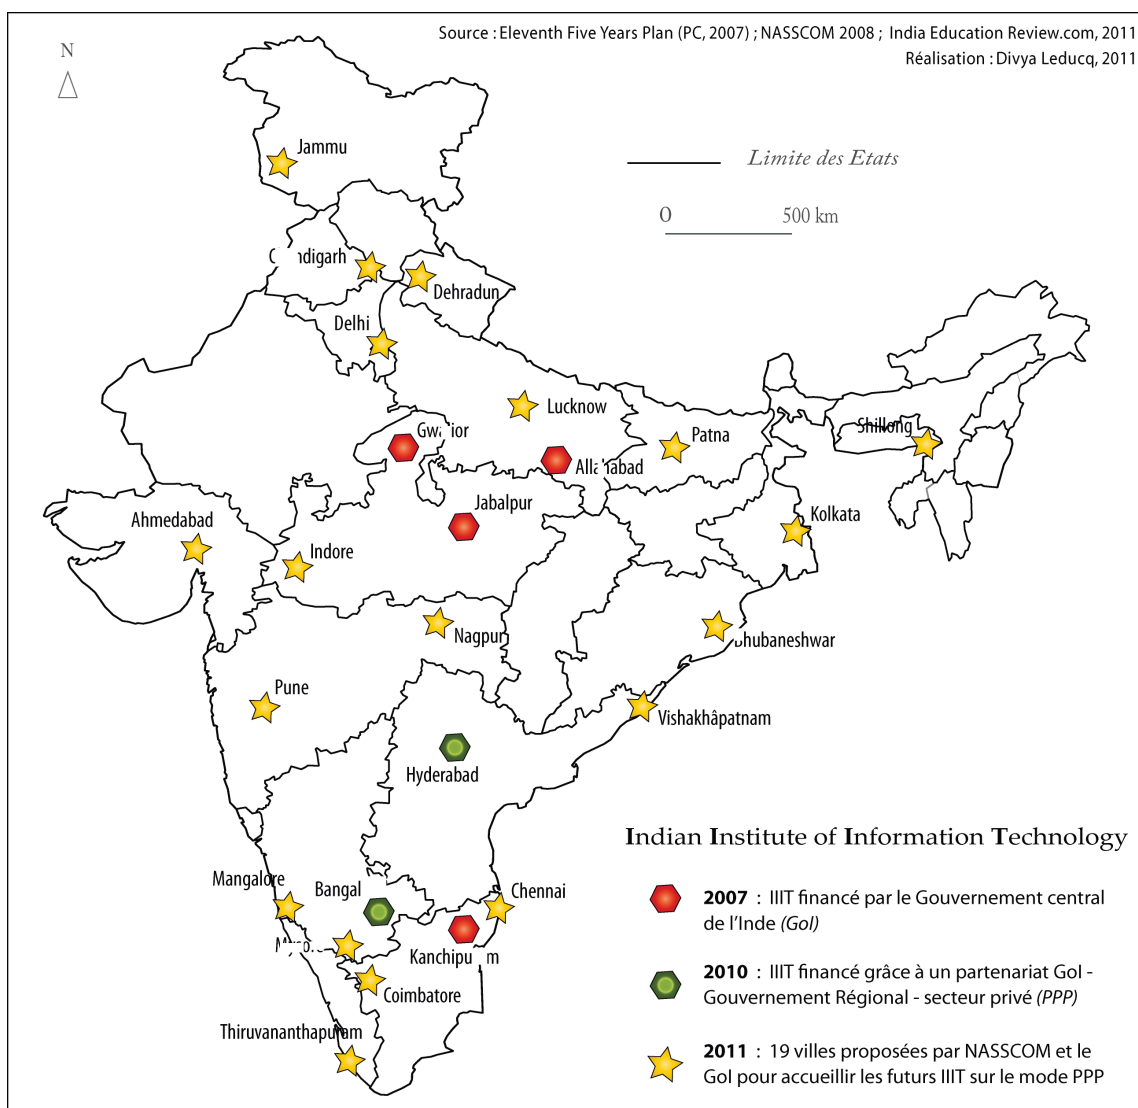 Source : Eleventh Five Years Plan (PC, 2007) ; NASSCOM 2008 ; India Education Review.com, 2011
Réalisation : Divya Leducq, 2011
N
Jammu
Limite des Etats
0 500 km
Dehradun
Delhi
Lucknow
Patna
Shillong
Jabalpur
Kolkata
Ahmedabad
Indore
Nagpur
Pune
Vishakhâpatnam
Hyderabad
Indian Institute of Information Technology
Mangalore
Bangal
Chennai
2007 : IIIT financé par le Gouvernement central
de l'Inde (GoI)
Coimbatore
2010 : IIIT financé grâce à un partenariat GoI -
Gouvernement Régional - secteur privé (PPP)
Thiruvananthapuram
2011 : 19 villes proposées par NASSCOM et le
GoI pour accueillir les futurs IIIT sur le mode PPP